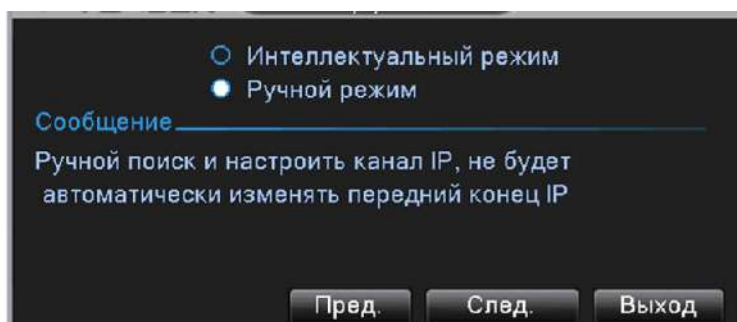 Интеллектуальный режим
Ручной режим
Сообщение
Ручной поиск и настроить канал IP, не будет
автоматически изменять передний конец IP
Пред. След. Выход